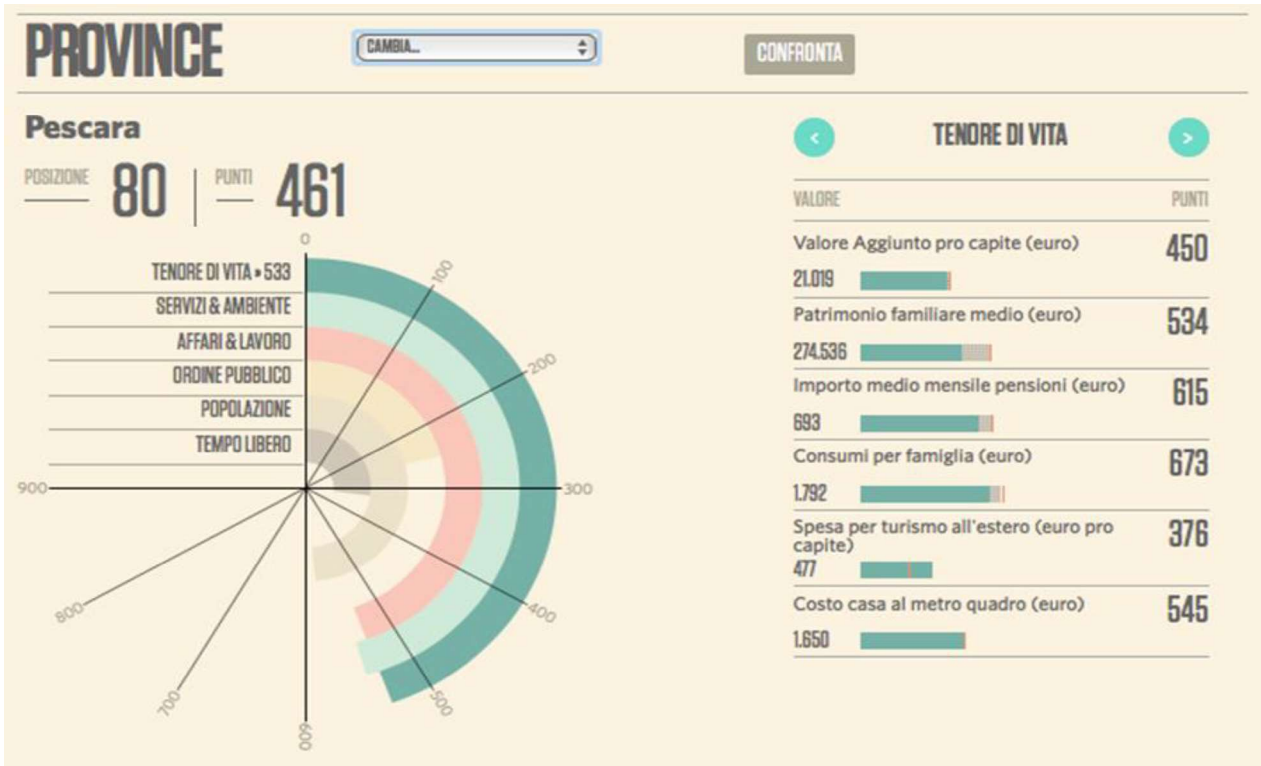 PROVINCE
CAMBIA...
CONFRONTA
Pescara
POSIZIONE 80 PUNTI 461
0
100
200
300
400
500
600
700
800
900
TENORE DI VITA » 533
SERVIZI & AMBIENTE
AFFARI & LAVORO
ORDINE PUBBLICO
POPOLAZIONE
TEMPO LIBERO
< TENORE DI VITA >
VALORE PUNTI
Valore Aggiunto pro capite (euro) 450
21.019
Patrimonio familiare medio (euro) 534
274.536
Importo medio mensile pensioni (euro) 615
693
Consumi per famiglia (euro) 673
1.792
Spesa per turismo all'estero (euro pro 376
capite)
477
Costo casa al metro quadro (euro) 545
1.650